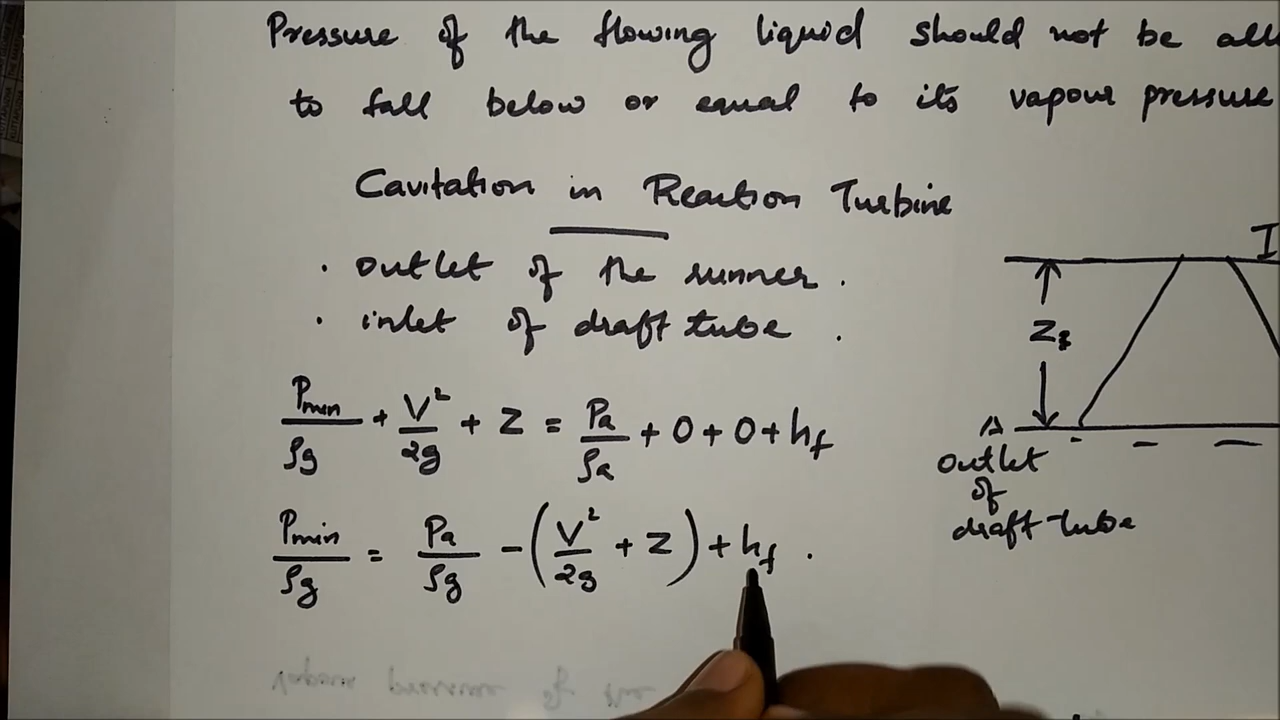 Pressure of the flowing liquid should not be all
to fall below or equal to its vapour pressure
Cavitation in Reaction Turbine
. outlet of the runner .
. inlet of draft tube .
Pmin/ρg + V²/2g + Z = Pa/ρa + 0 + 0 + hf
Pmin/ρg = Pa/ρg - (V²/2g + Z) + hf .
I
Zs
A
outlet
of
draft tube